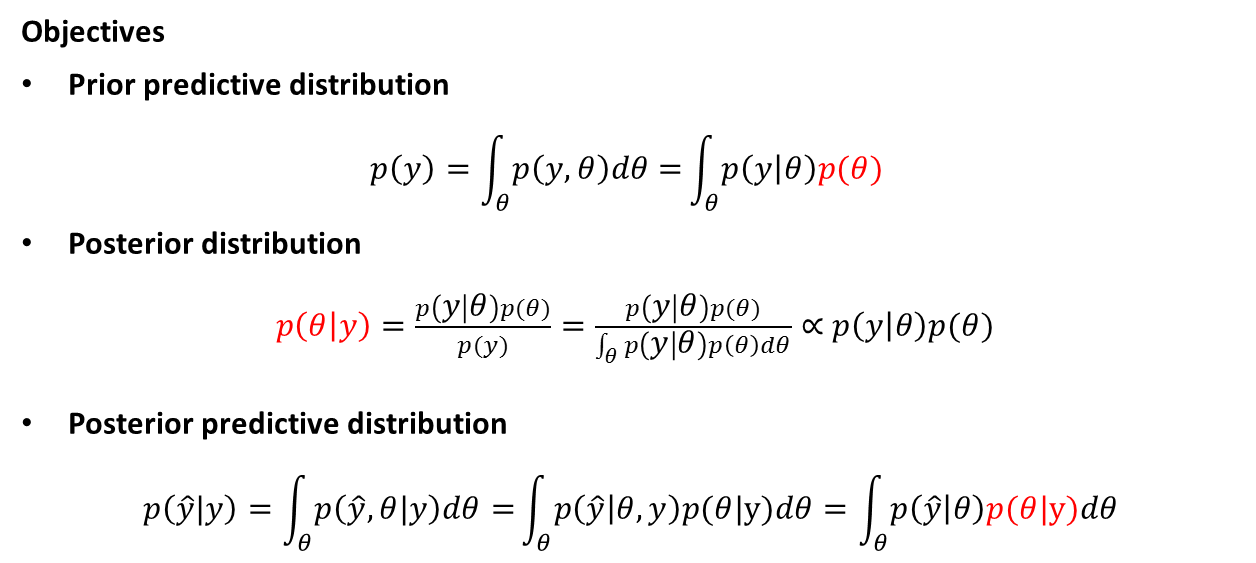 Objectives
• Prior predictive distribution
p(y) = ∫_θ p(y, θ)dθ = ∫_θ p(y|θ)p(θ)
• Posterior distribution
p(θ|y) = p(y|θ)p(θ) / p(y) = p(y|θ)p(θ) / ∫_θ p(y|θ)p(θ)dθ ∝ p(y|θ)p(θ)
• Posterior predictive distribution
p(ŷ|y) = ∫_θ p(ŷ, θ|y)dθ = ∫_θ p(ŷ|θ, y)p(θ|y)dθ = ∫_θ p(ŷ|θ)p(θ|y)dθ